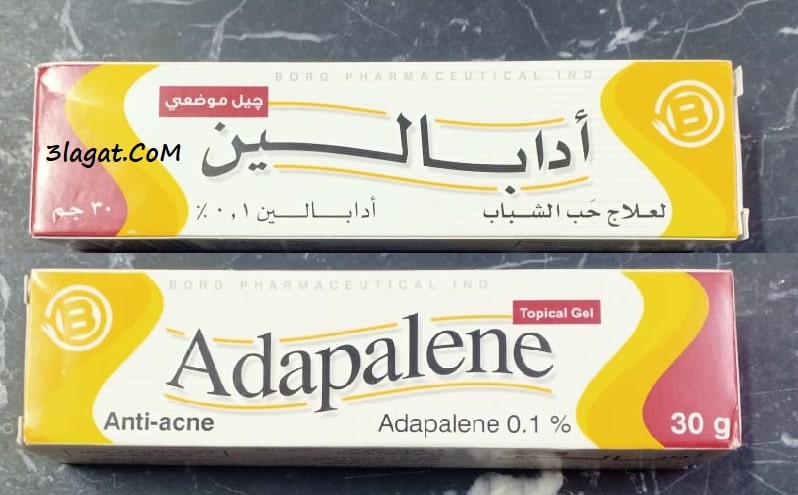 BORG PHARMACEUTICAL IND.
جيل موضعي
3lagat.CoM
أدابالين
لعلاج حَب الشباب
أدابالين ٠,١ ٪
٣٠ جم
B
BORG PHARMACEUTICAL IND.
B
Topical Gel
Adapalene
Anti-acne
Adapalene 0.1 %
30 g